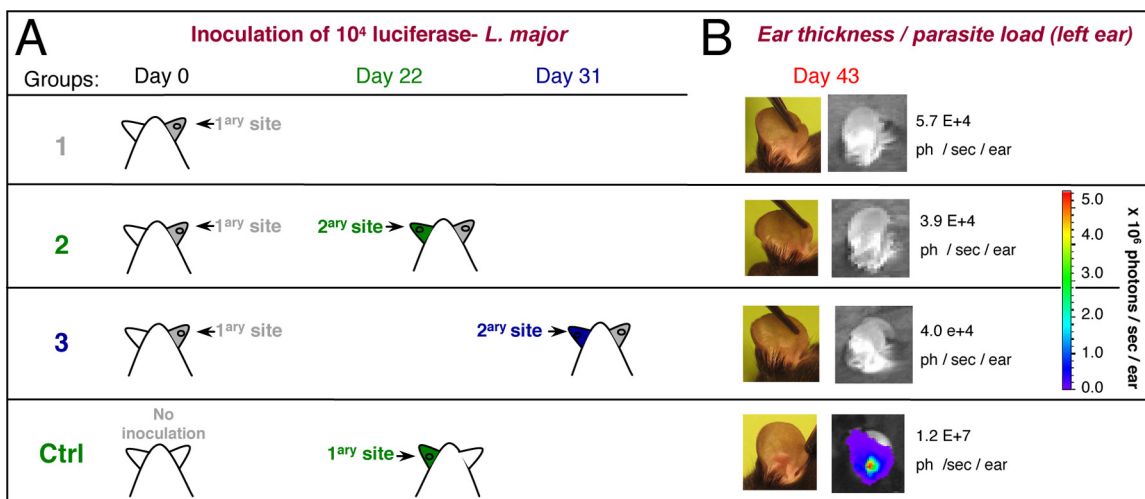 A
Inoculation of 10⁴ luciferase- L. major
B
Ear thickness / parasite load (left ear)
Groups:
Day 0
Day 22
Day 31
Day 43
1
1ary site
5.7 E+4
ph / sec / ear
2
1ary site
2ary site
3.9 E+4
ph / sec / ear
3
1ary site
2ary site
4.0 e+4
ph / sec / ear
5.0
4.0
3.0
2.0
1.0
0.0
X 10⁶ photons / sec / ear
Ctrl
No
inoculation
1ary site
1.2 E+7
ph /sec / ear